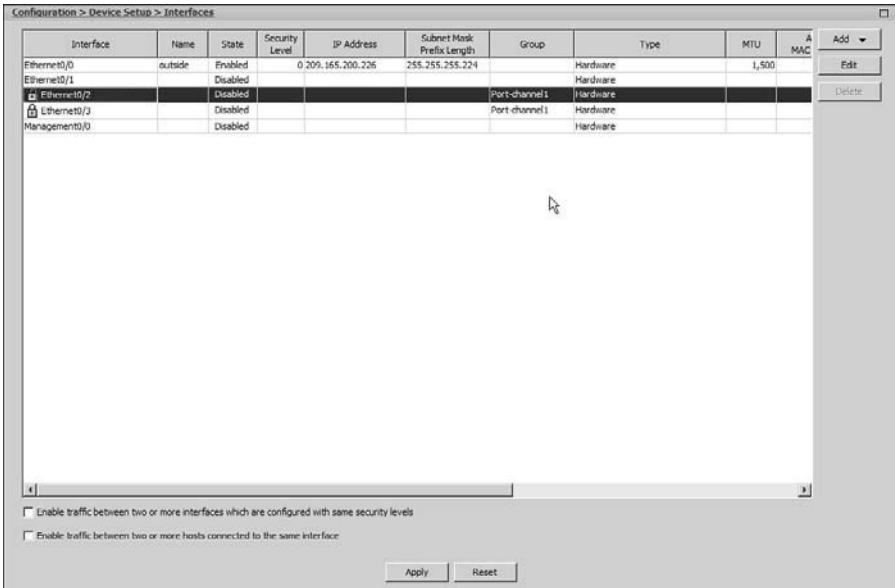 Configuration > Device Setup > Interfaces
Interface Name State Security Level IP Address Subnet Mask Prefix Length Group Type MTU A MAC
Add
Ethernet0/0 outside Enabled 0 209.165.200.226 255.255.255.224 Hardware 1,500
Edit
Ethernet0/1 Disabled Hardware
Delete
Ethernet0/2 Disabled Port-channel1 Hardware
Ethernet0/3 Disabled Port-channel1 Hardware
Management0/0 Disabled Hardware
Enable traffic between two or more interfaces which are configured with same security levels
Enable traffic between two or more hosts connected to the same interface
Apply Reset